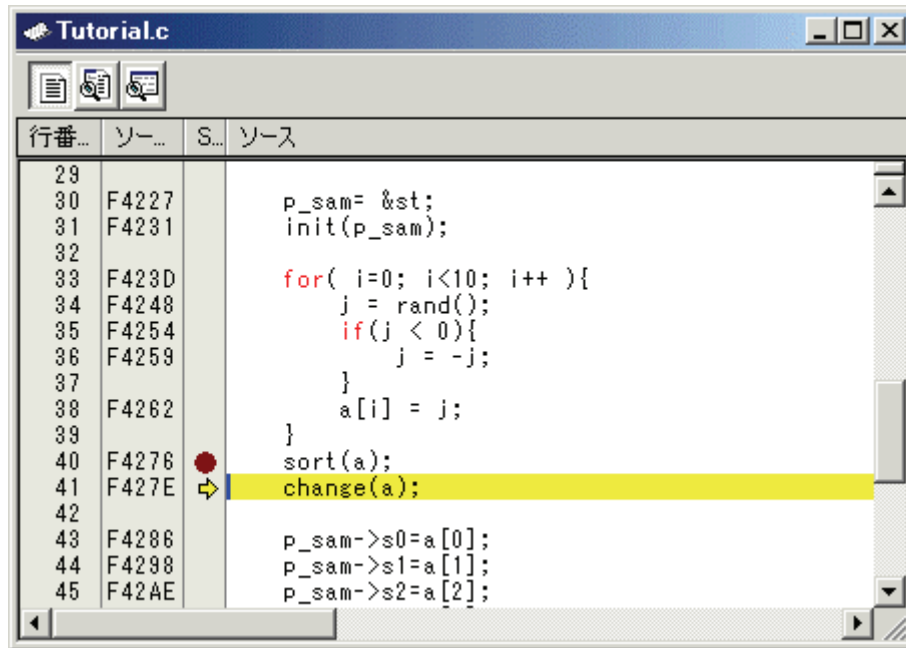 Tutorial.c
行番... ソー... S... ソース
29
30 F4227 p_sam= &st;
31 F4231 init(p_sam);
32
33 F423D for( i=0; i<10; i++ ){
34 F4248 j = rand();
35 F4254 if(j < 0){
36 F4259 j = -j;
37 }
38 F4262 a[i] = j;
39 }
40 F4276 sort(a);
41 F427E change(a);
42
43 F4286 p_sam->s0=a[0];
44 F4298 p_sam->s1=a[1];
45 F42AE p_sam->s2=a[2];